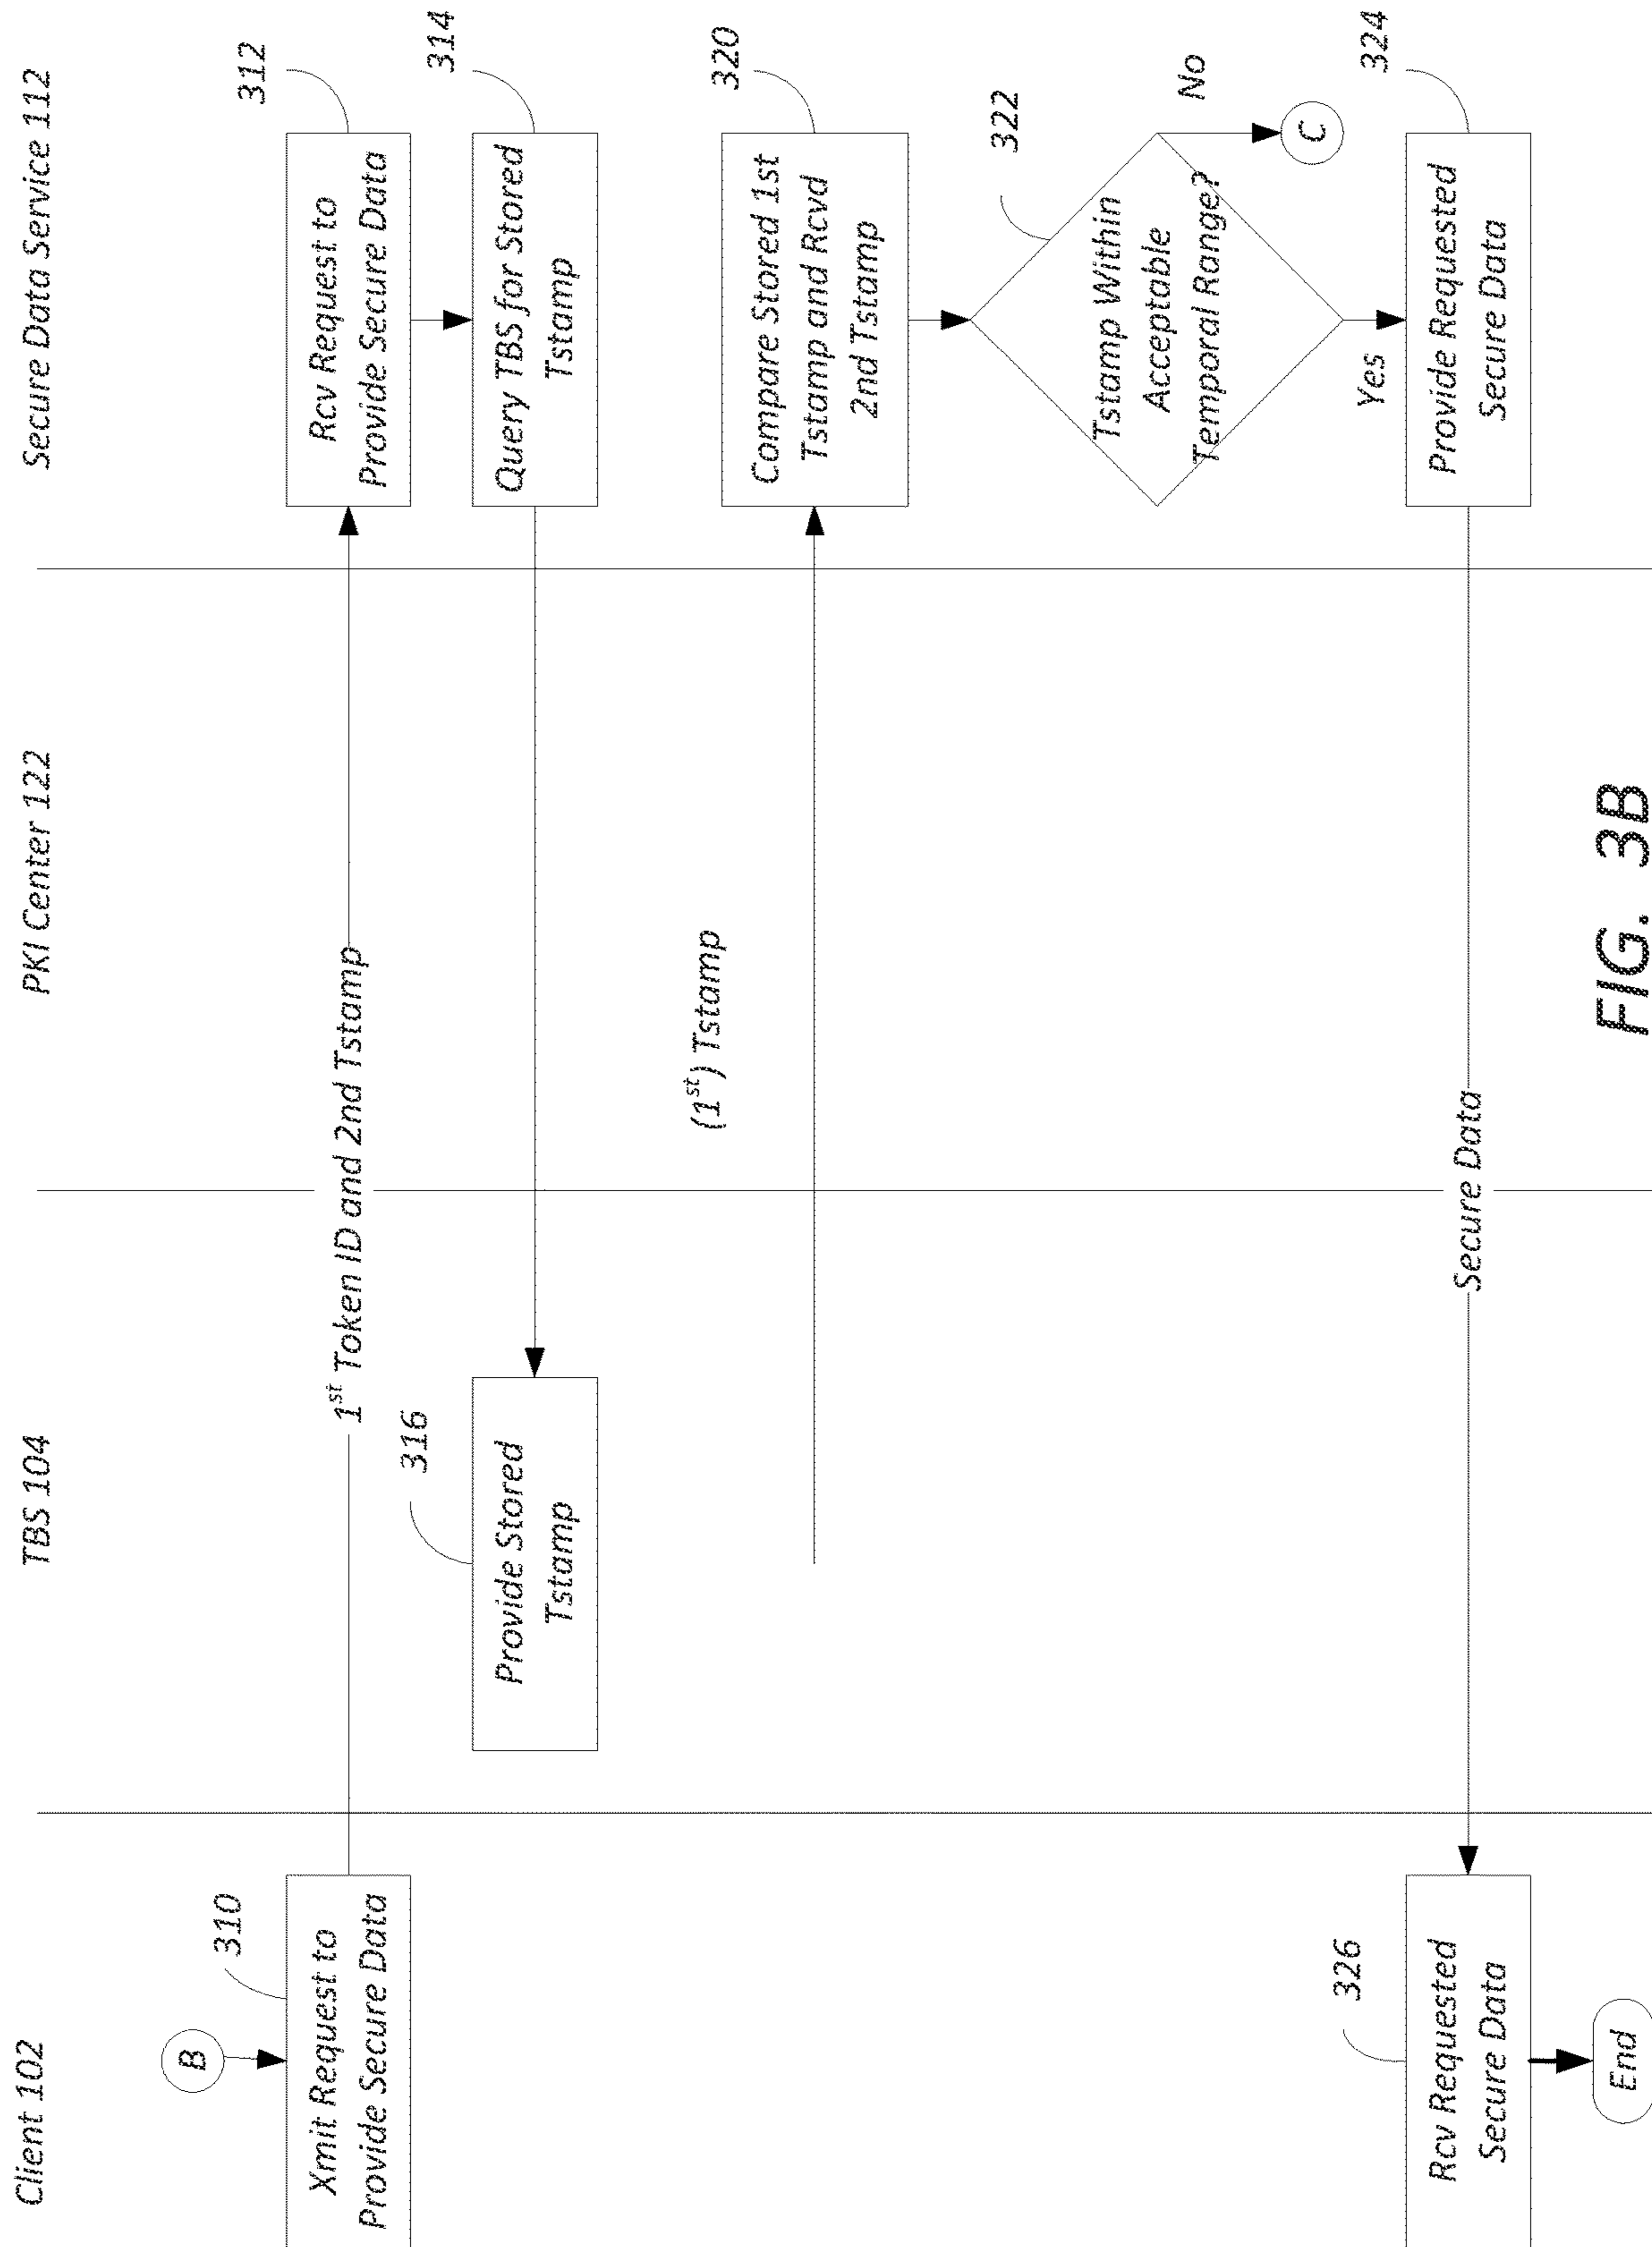 Client 102
TBS 104
PKI Center 122
Secure Data Service 112
B
310
Xmit Request to
Provide Secure Data
1st Token ID and 2nd Tstamp
312
Rcv Request to
Provide Secure Data
314
Query TBS for Stored
Tstamp
316
Provide Stored
Tstamp
(1st) Tstamp
320
Compare Stored 1st
Tstamp and Rcvd
2nd Tstamp
322
Tstamp Within
Acceptable
Temporal Range?
No
C
Yes
324
Provide Requested
Secure Data
Secure Data
326
Rcv Requested
Secure Data
End
FIG. 3B